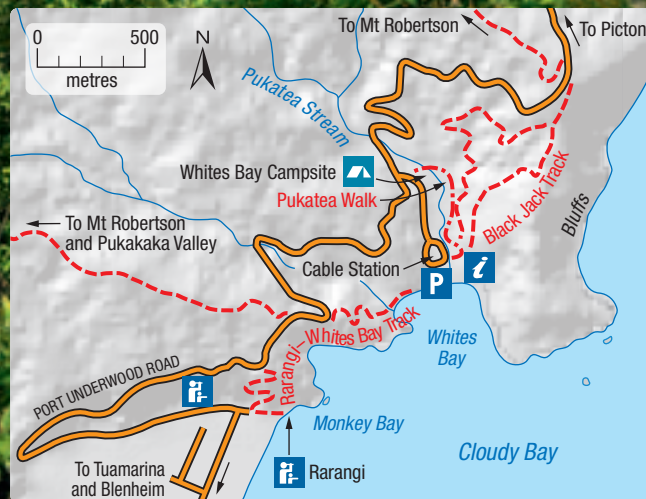 To Mt Robertson
To Picton
0 500
metres
N
Pukatea Stream
Whites Bay Campsite
Pukatea Walk
Black Jack Track
Bluffs
To Mt Robertson
and Pukakaka Valley
Cable Station
P
i
Rarangi–Whites Bay Track
Whites
Bay
PORT UNDERWOOD ROAD
Monkey Bay
Cloudy Bay
To Tuamarina
and Blenheim
Rarangi